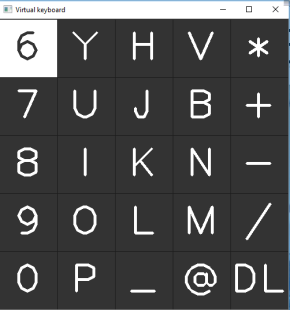 Virtual keyboard
6 Y H V *
7 U J B +
8 I K N -
9 O L M /
0 P _ @ DL